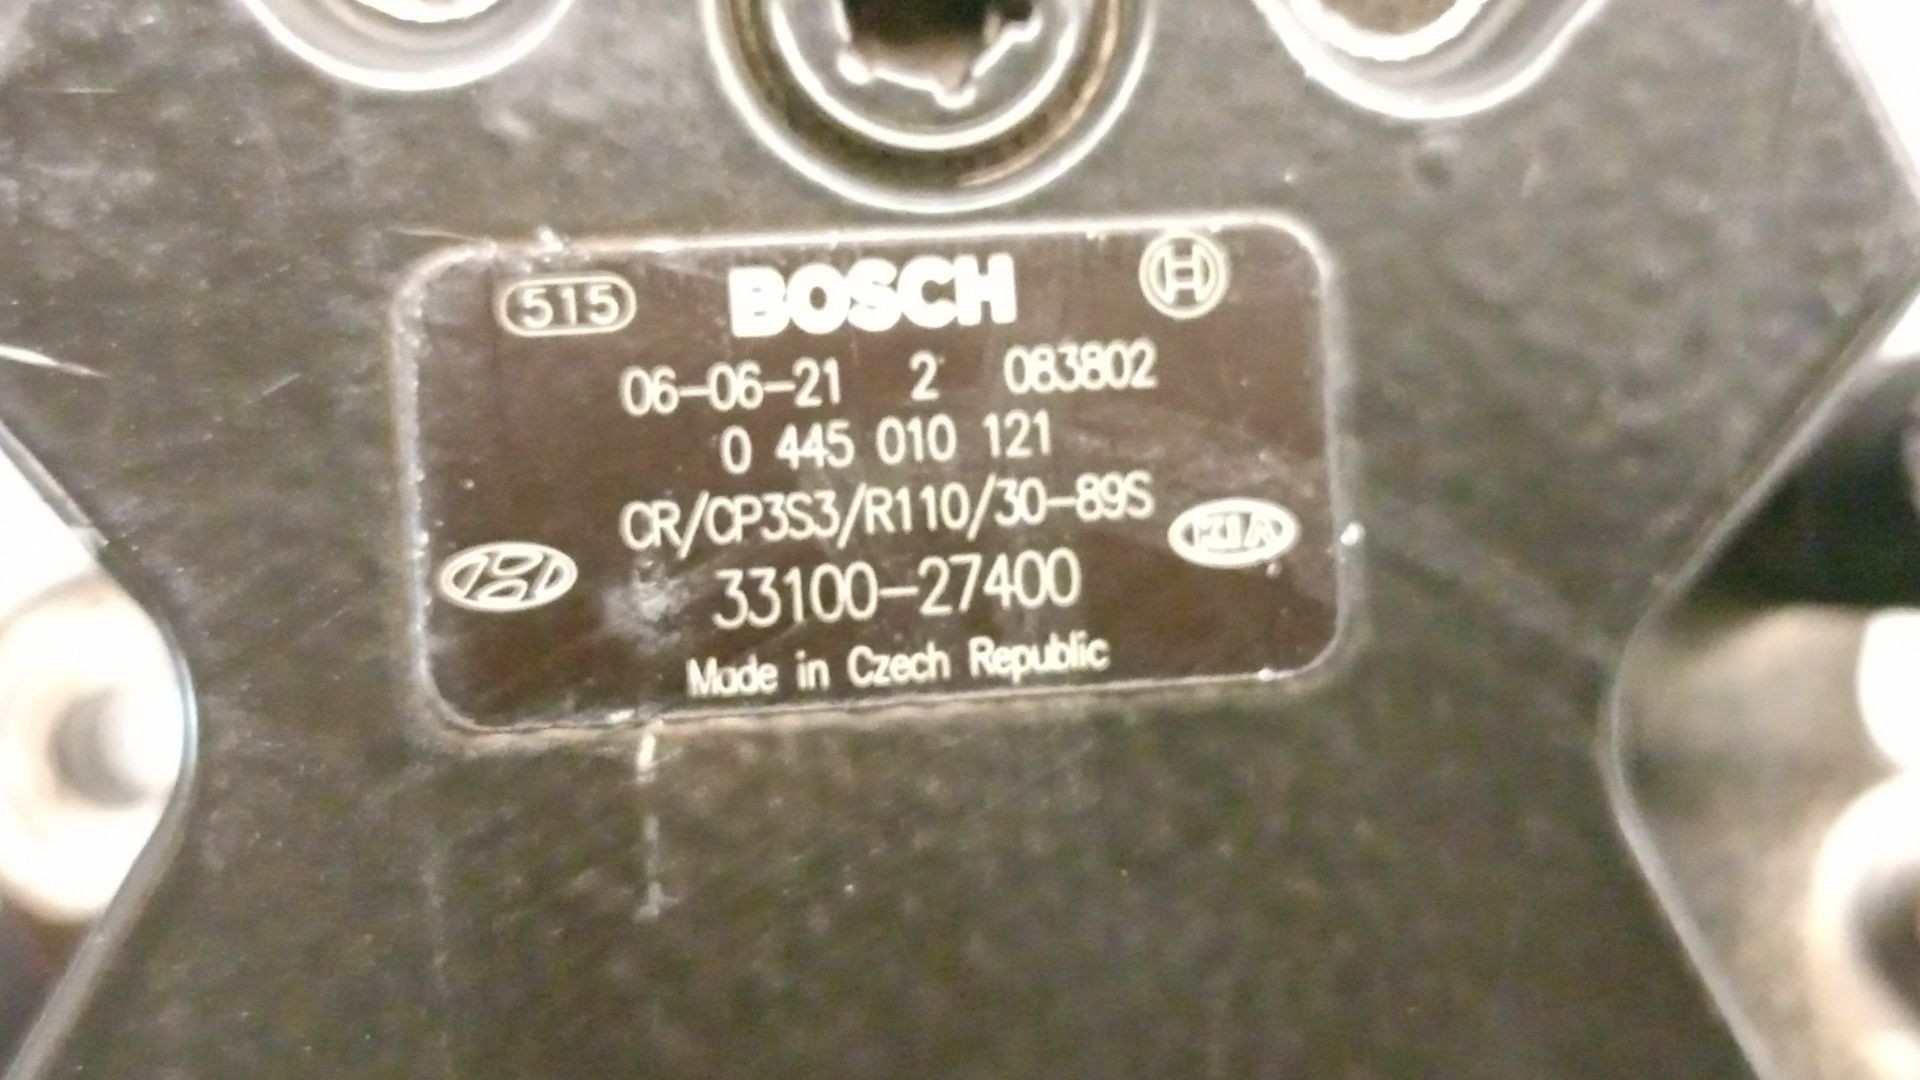 515 BOSCH
06-06-21 2 083802
0 445 010 121
CR/CP3S3/R110/30-89S
KIA
33100-27400
Made in Czech Republic